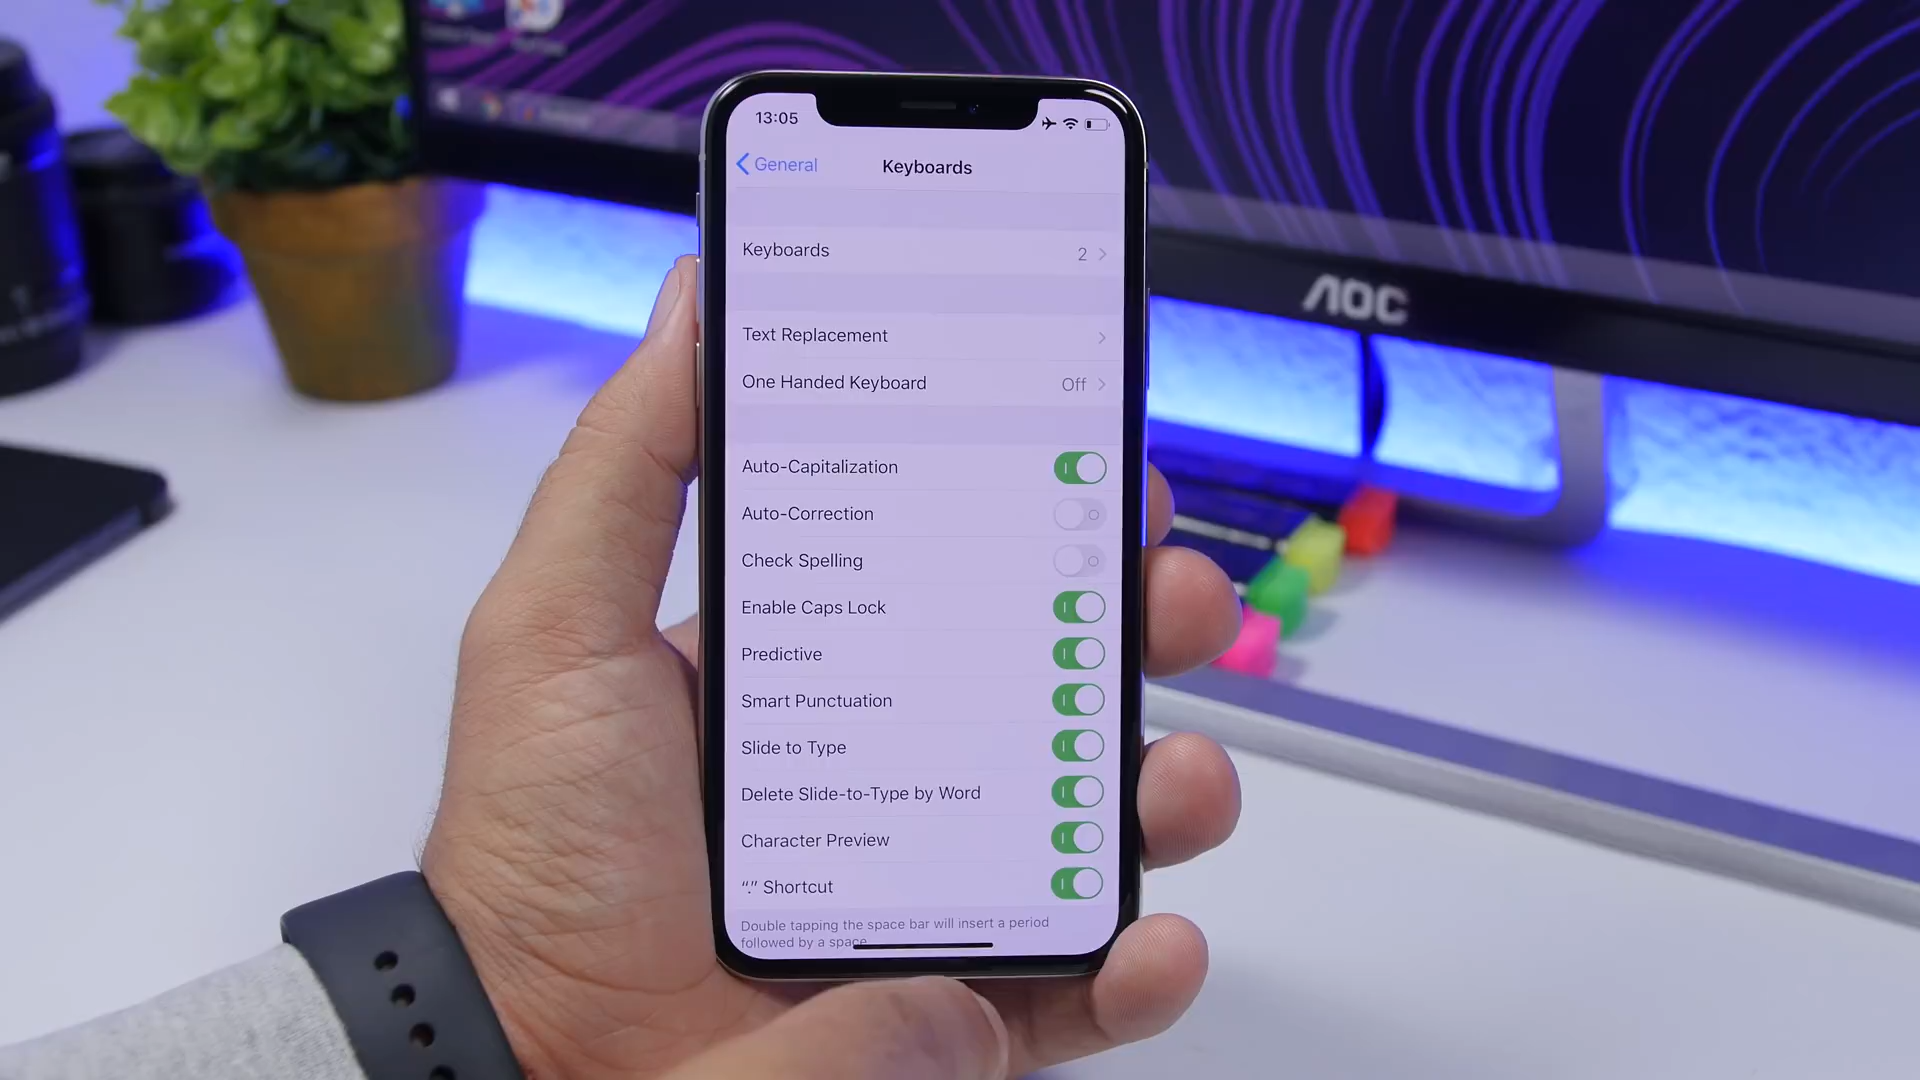 13:05
General
Keyboards
Keyboards 2
Text Replacement
One Handed Keyboard Off
Auto-Capitalization
Auto-Correction
Check Spelling
Enable Caps Lock
Predictive
Smart Punctuation
Slide to Type
Delete Slide-to-Type by Word
Character Preview
“.” Shortcut
Double tapping the space bar will insert a period
followed by a space
AOC